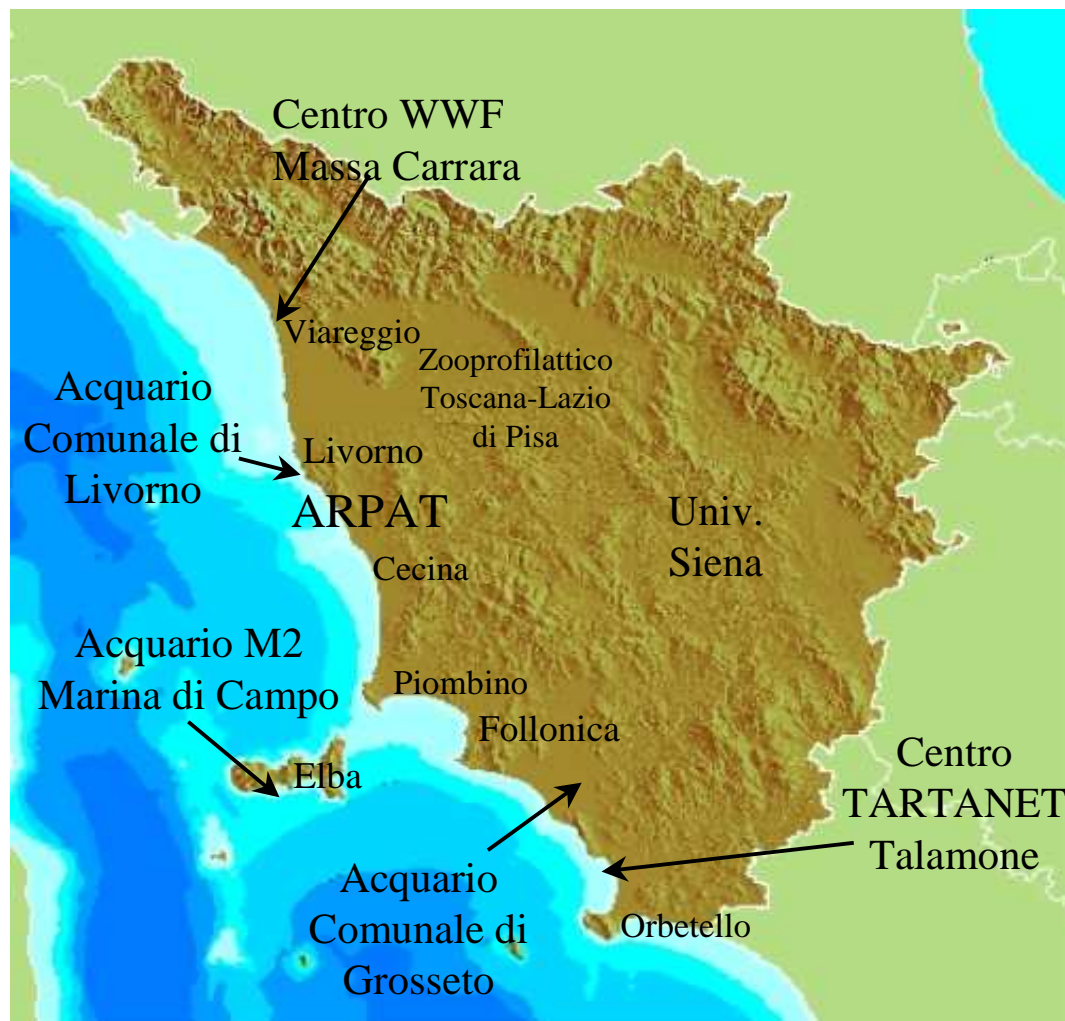 Centro WWF
Massa Carrara
Viareggio
Zooprofilattico
Toscana-Lazio
di Pisa
Acquario
Comunale di
Livorno
Livorno
ARPAT
Univ.
Siena
Cecina
Acquario M2
Marina di Campo
Piombino
Follonica
Elba
Centro
TARTANET
Talamone
Acquario
Comunale di
Grosseto
Orbetello